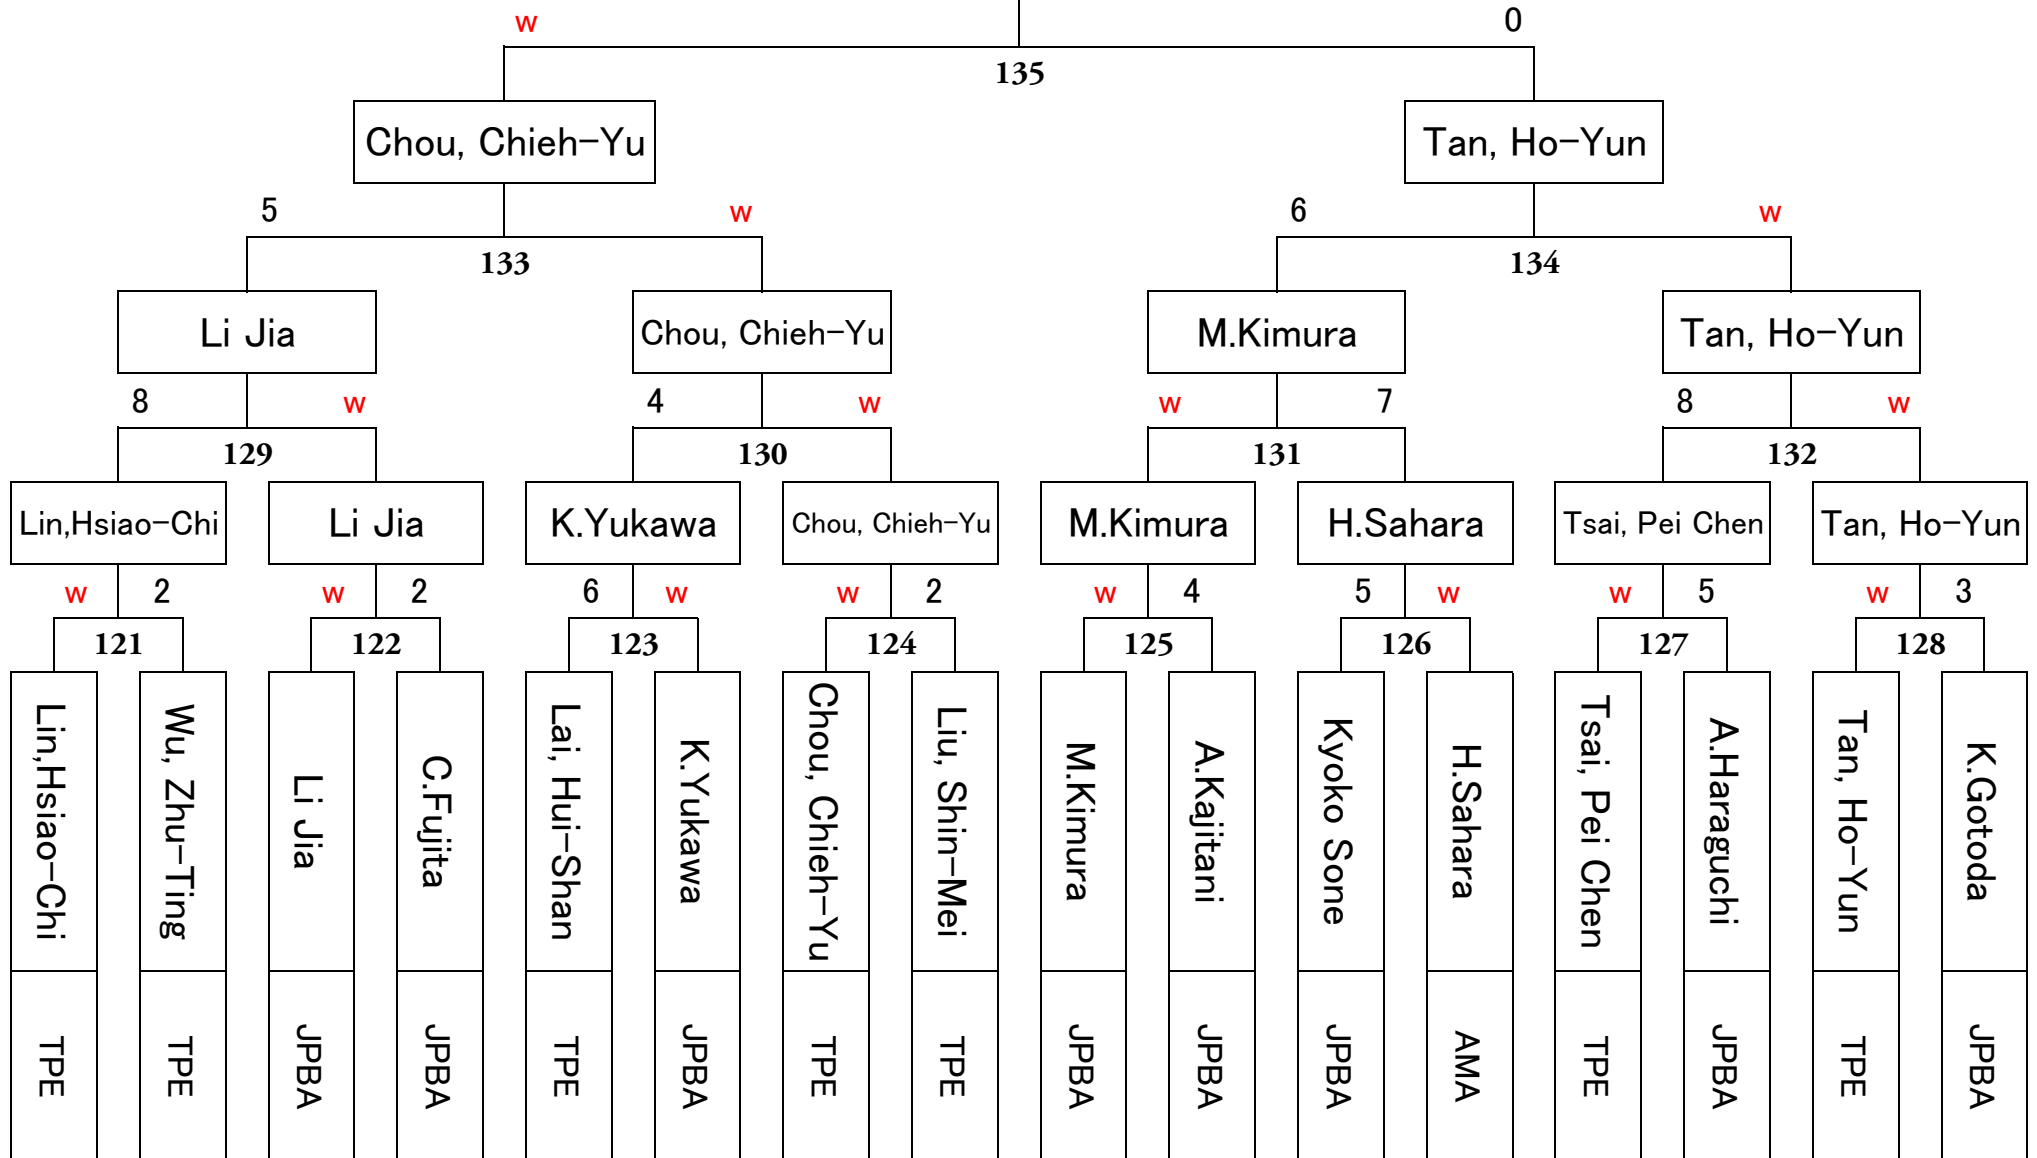 w 0
135
Chou, Chieh-Yu Tan, Ho-Yun
5 w 6 w
133 134
Li Jia Chou, Chieh-Yu M.Kimura Tan, Ho-Yun
8 w 4 w w 7 8 w
129 130 131 132
Lin,Hsiao-Chi Li Jia K.Yukawa Chou, Chieh-Yu M.Kimura H.Sahara Tsai, Pei Chen Tan, Ho-Yun
w 2 w 2 6 w w 2 w 4 5 w w 5 w 3
121 122 123 124 125 126 127 128
Lin,Hsiao-Chi
Wu, Zhu-Ting
Li Jia
C.Fujita
Lai, Hui-Shan
K.Yukawa
Chou, Chieh-Yu
Liu, Shin-Mei
M.Kimura
A.Kajitani
Kyoko Sone
H.Sahara
Tsai, Pei Chen
A.Haraguchi
Tan, Ho-Yun
K.Gotoda
TPE
TPE
JPBA
JPBA
TPE
JPBA
TPE
TPE
JPBA
JPBA
JPBA
AMA
TPE
JPBA
TPE
JPBA